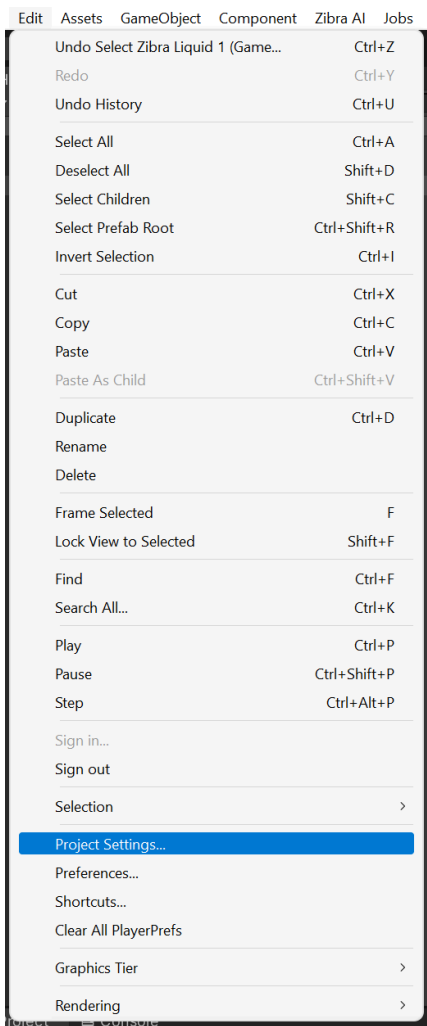 Edit Assets GameObject Component Zibra AI Jobs
Undo Select Zibra Liquid 1 (Game... Ctrl+Z
Redo Ctrl+Y
Undo History Ctrl+U
Select All Ctrl+A
Deselect All Shift+D
Select Children Shift+C
Select Prefab Root Ctrl+Shift+R
Invert Selection Ctrl+I
Cut Ctrl+X
Copy Ctrl+C
Paste Ctrl+V
Paste As Child Ctrl+Shift+V
Duplicate Ctrl+D
Rename
Delete
Frame Selected F
Lock View to Selected Shift+F
Find Ctrl+F
Search All... Ctrl+K
Play Ctrl+P
Pause Ctrl+Shift+P
Step Ctrl+Alt+P
Sign in...
Sign out
Selection
Project Settings...
Preferences...
Shortcuts...
Clear All PlayerPrefs
Graphics Tier
Rendering